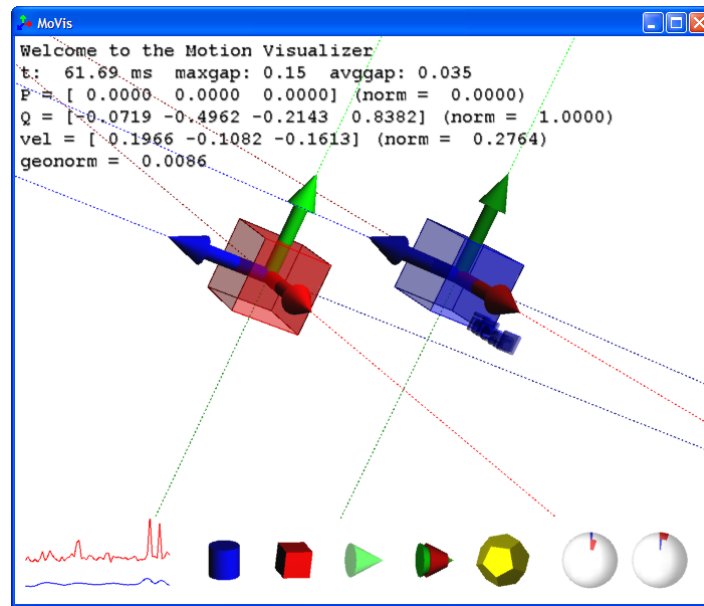 MoVis
Welcome to the Motion Visualizer
t: 61.69 ms maxgap: 0.15 avggap: 0.035
P = [ 0.0000 0.0000 0.0000] (norm = 0.0000)
Q = [-0.0719 -0.4962 -0.2143 0.8382] (norm = 1.0000)
vel = [ 0.1966 -0.1082 -0.1613] (norm = 0.2764)
geonorm = 0.0086